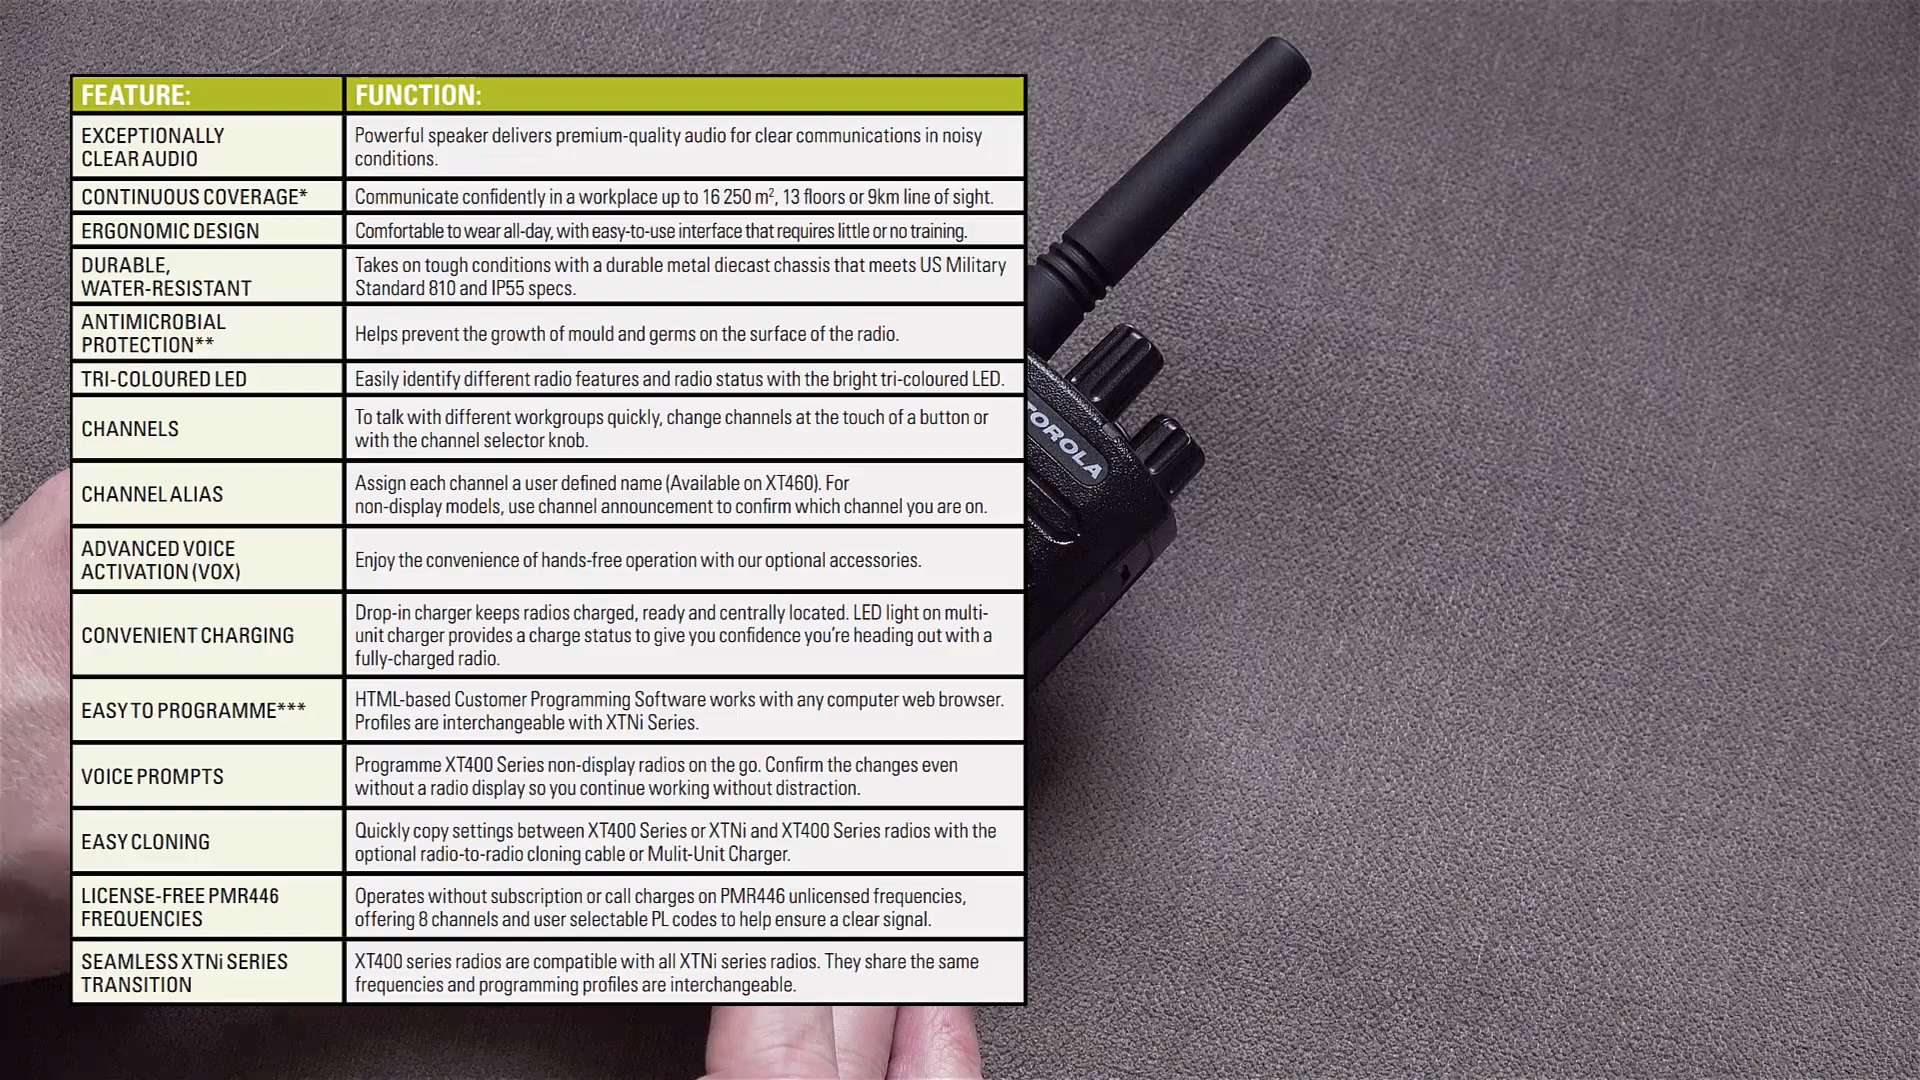 FEATURE:
FUNCTION:
EXCEPTIONALLY
CLEAR AUDIO
Powerful speaker delivers premium-quality audio for clear communications in noisy
conditions.
CONTINUOUS COVERAGE*
Communicate confidently in a workplace up to 16 250 m², 13 floors or 9km line of sight.
ERGONOMIC DESIGN
Comfortable to wear all-day, with easy-to-use interface that requires little or no training.
DURABLE,
WATER-RESISTANT
Takes on tough conditions with a durable metal diecast chassis that meets US Military
Standard 810 and IP55 specs.
ANTIMICROBIAL
PROTECTION**
Helps prevent the growth of mould and germs on the surface of the radio.
TRI-COLOURED LED
Easily identify different radio features and radio status with the bright tri-coloured LED.
CHANNELS
To talk with different workgroups quickly, change channels at the touch of a button or
with the channel selector knob.
CHANNEL ALIAS
Assign each channel a user defined name (Available on XT460). For
non-display models, use channel announcement to confirm which channel you are on.
ADVANCED VOICE
ACTIVATION (VOX)
Enjoy the convenience of hands-free operation with our optional accessories.
CONVENIENT CHARGING
Drop-in charger keeps radios charged, ready and centrally located. LED light on multi-
unit charger provides a charge status to give you confidence you're heading out with a
fully-charged radio.
EASY TO PROGRAMME***
HTML-based Customer Programming Software works with any computer web browser.
Profiles are interchangeable with XTNi Series.
VOICE PROMPTS
Programme XT400 Series non-display radios on the go. Confirm the changes even
without a radio display so you continue working without distraction.
EASY CLONING
Quickly copy settings between XT400 Series or XTNi and XT400 Series radios with the
optional radio-to-radio cloning cable or Mulit-Unit Charger.
LICENSE-FREE PMR446
FREQUENCIES
Operates without subscription or call charges on PMR446 unlicensed frequencies,
offering 8 channels and user selectable PL codes to help ensure a clear signal.
SEAMLESS XTNi SERIES
TRANSITION
XT400 series radios are compatible with all XTNi series radios. They share the same
frequencies and programming profiles are interchangeable.
TOROLA